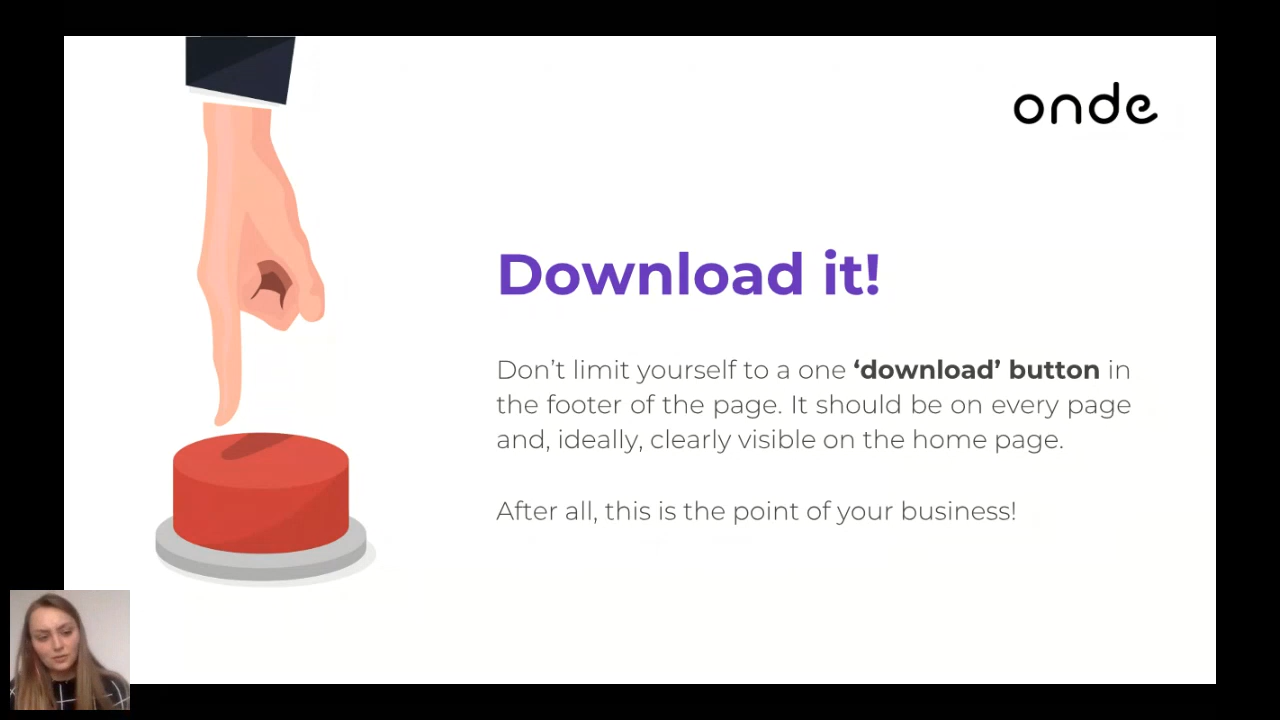 onde
Download it!
Don’t limit yourself to a one ‘download’ button in
the footer of the page. It should be on every page
and, ideally, clearly visible on the home page.
After all, this is the point of your business!